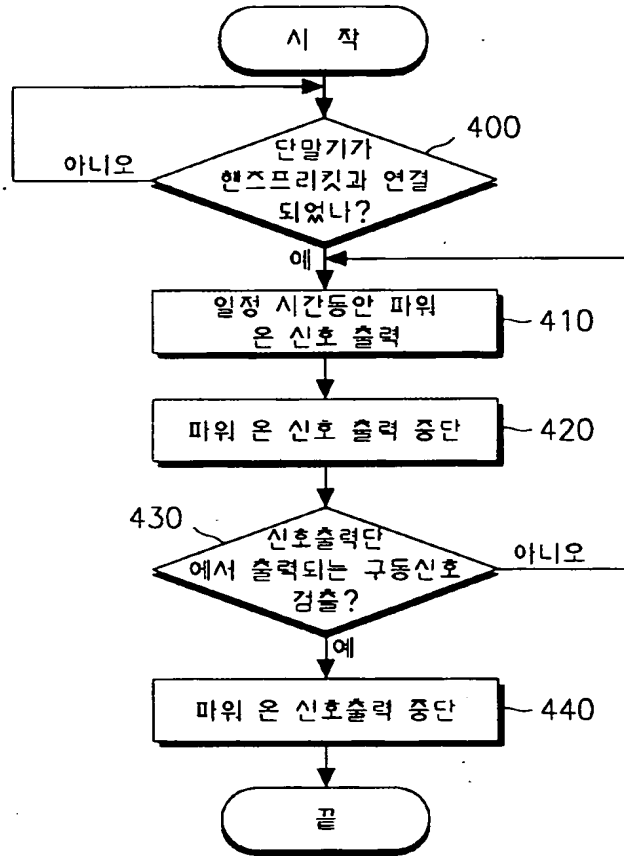 시 작
400
단말기가
아니오
핸즈프리킷과 연결
되었나?
예
일정 시간동안 파워
온 신호 출력
410
파워 온 신호 출력 중단
420
430
신호출력단
아니오
에서 출력되는 구동신호
검출?
예
파워 온 신호출력 중단
440
끝